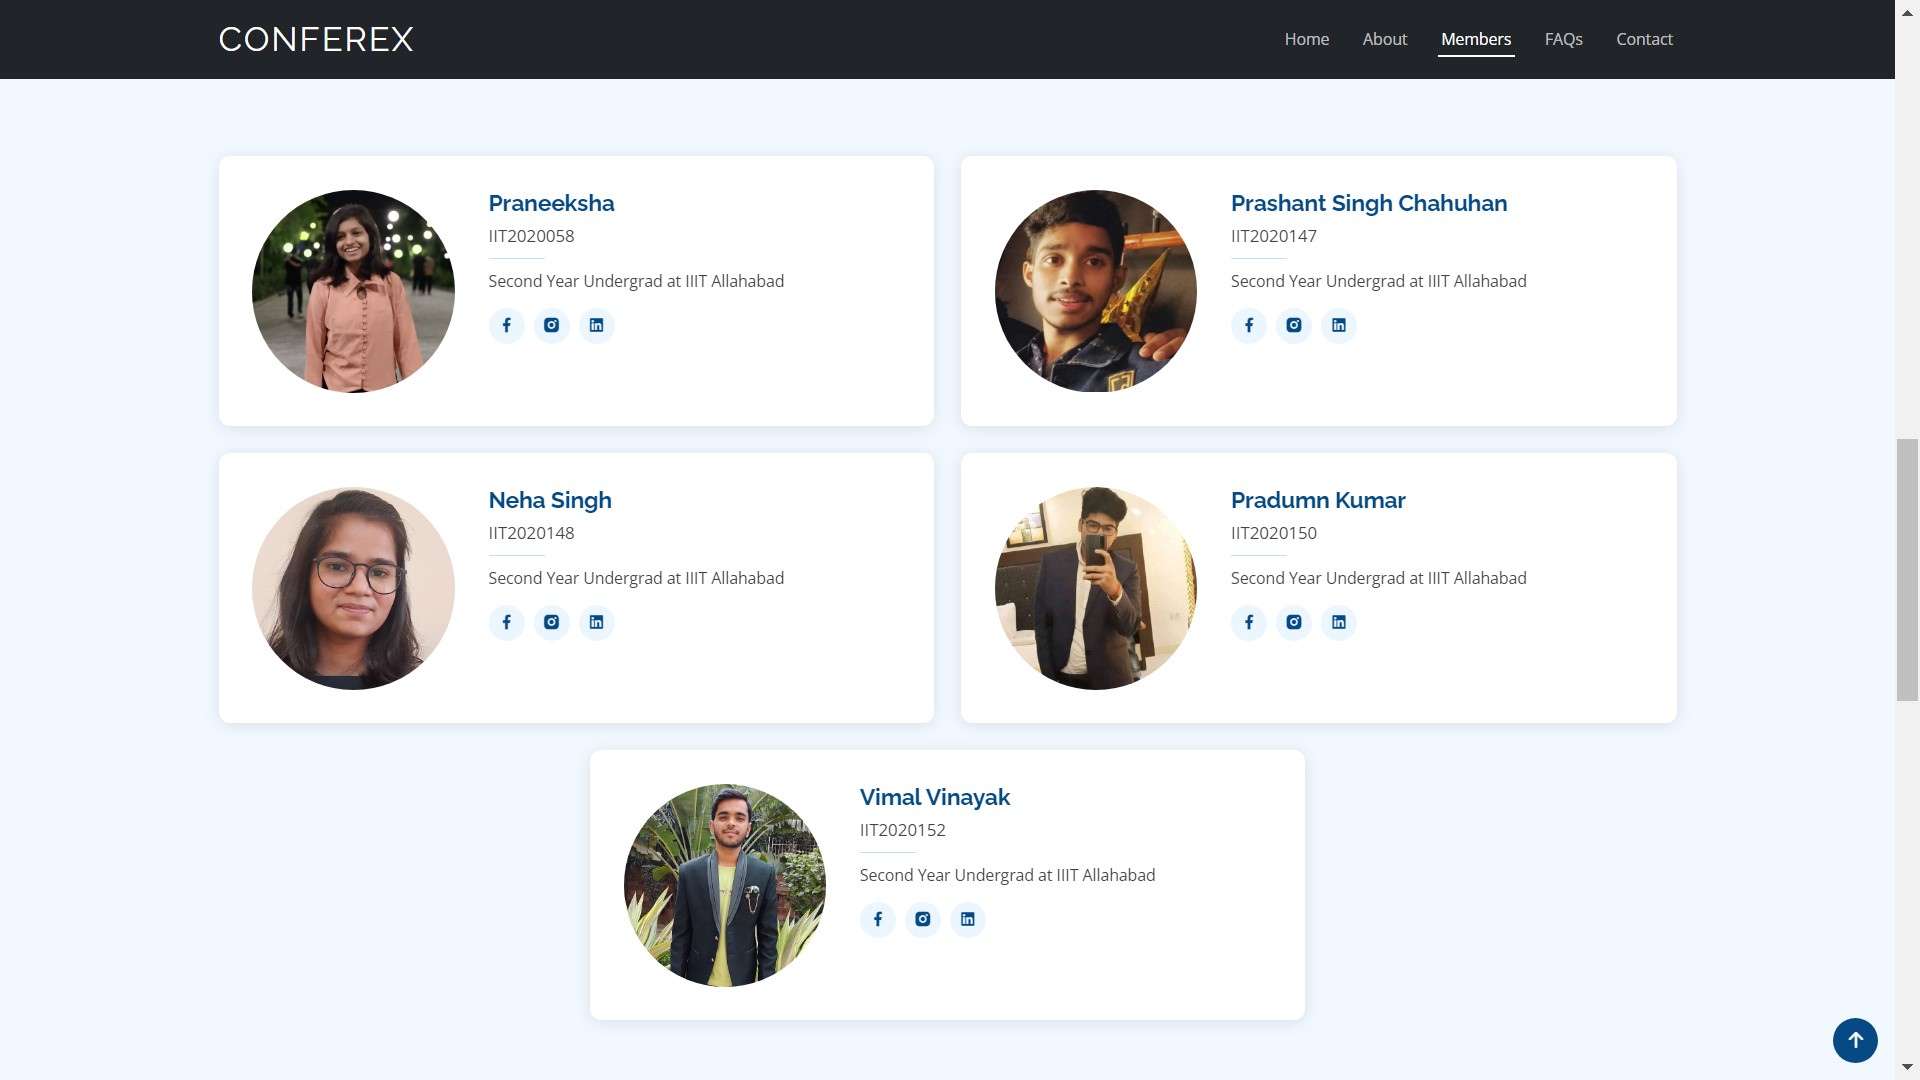 CONFEREX
Home About Members FAQs Contact
Praneeksha
IIT2020058
Second Year Undergrad at IIIT Allahabad
Prashant Singh Chahuhan
IIT2020147
Second Year Undergrad at IIIT Allahabad
Neha Singh
IIT2020148
Second Year Undergrad at IIIT Allahabad
Pradumn Kumar
IIT2020150
Second Year Undergrad at IIIT Allahabad
Vimal Vinayak
IIT2020152
Second Year Undergrad at IIIT Allahabad